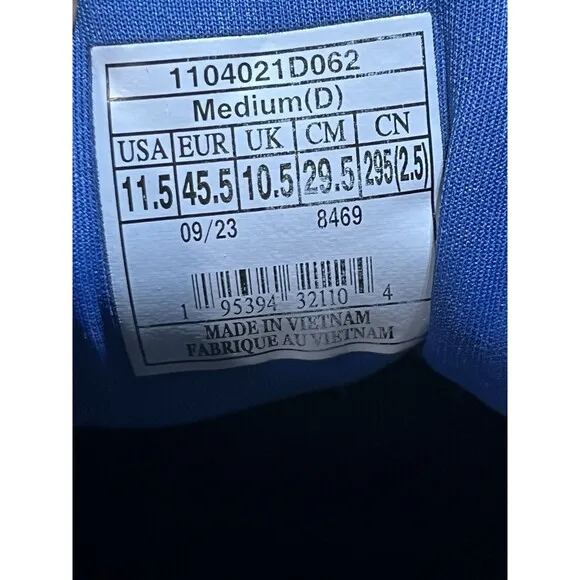 1104021D062
Medium(D)
USA EUR UK CM CN
11.5 45.5 10.5 29.5 295(2.5)
09/23 8469
1 95394 32110 4
MADE IN VIETNAM
FABRIQUE AU VIETNAM